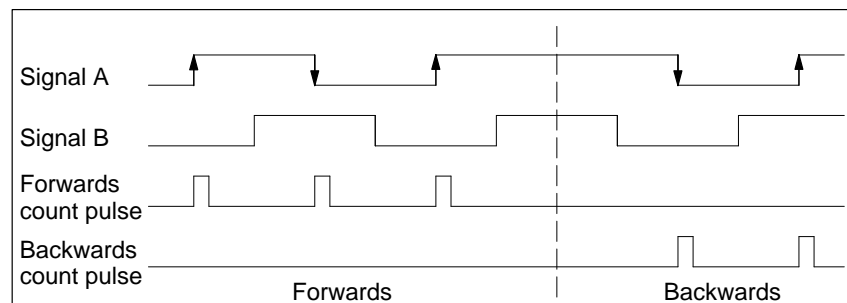 Signal A
Signal B
Forwards
count pulse
Backwards
count pulse
Forwards
Backwards